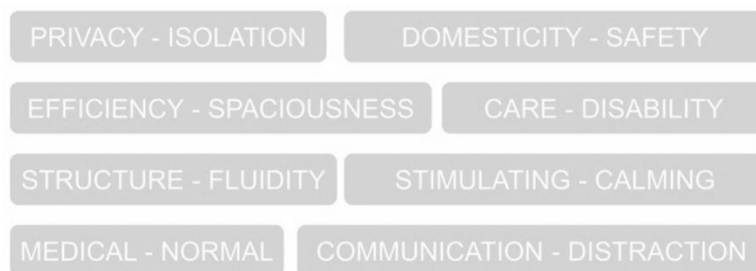 PRIVACY - ISOLATION DOMESTICITY - SAFETY
EFFICIENCY - SPACIOUSNESS CARE - DISABILITY
STRUCTURE - FLUIDITY STIMULATING - CALMING
MEDICAL - NORMAL COMMUNICATION - DISTRACTION